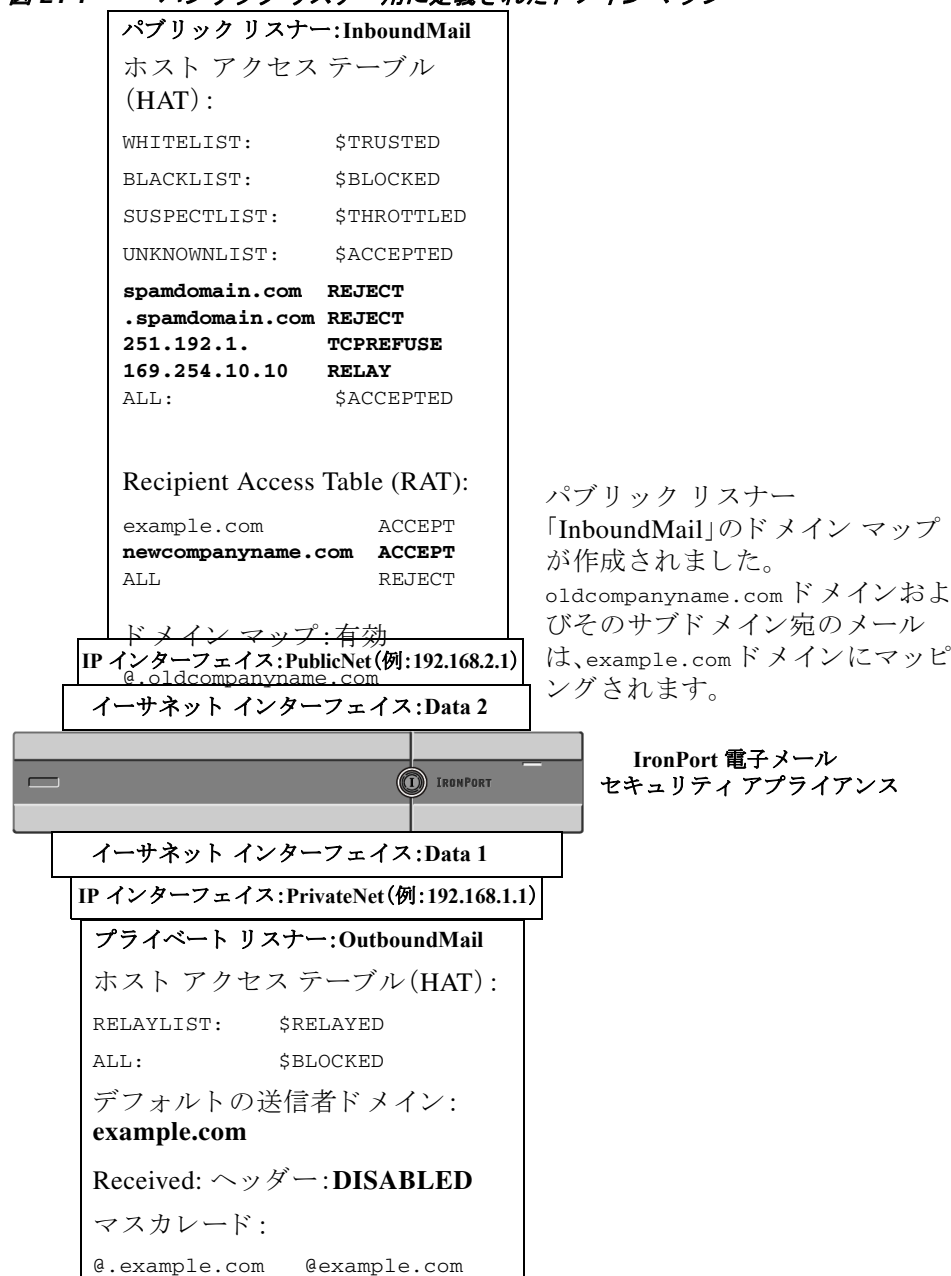 パブリック リスナー:InboundMail
ホスト アクセス テーブル
(HAT):
WHITELIST: $TRUSTED
BLACKLIST: $BLOCKED
SUSPECTLIST: $THROTTLED
UNKNOWNLIST: $ACCEPTED
spamdomain.com REJECT
.spamdomain.com REJECT
251.192.1. TCPREFUSE
169.254.10.10 RELAY
ALL: $ACCEPTED
Recipient Access Table (RAT):
example.com ACCEPT
newcompanyname.com ACCEPT
ALL REJECT
ドメイン マップ:有効
IP インターフェイス:PublicNet(例:192.168.2.1)
@.oldcompanyname.com
イーサネット インターフェイス:Data 2
パブリック リスナー
「InboundMail」のドメイン マップ
が作成されました。
oldcompanyname.com ドメインおよ
びそのサブドメイン宛のメール
は、example.com ドメインにマッピ
ングされます。
IRONPORT
IronPort 電子メール
セキュリティ アプライアンス
イーサネット インターフェイス:Data 1
IP インターフェイス:PrivateNet(例:192.168.1.1)
プライベート リスナー:OutboundMail
ホスト アクセス テーブル(HAT):
RELAYLIST: $RELAYED
ALL: $BLOCKED
デフォルトの送信者ドメイン:
example.com
Received: ヘッダー:DISABLED
マスカレード:
@.example.com @example.com